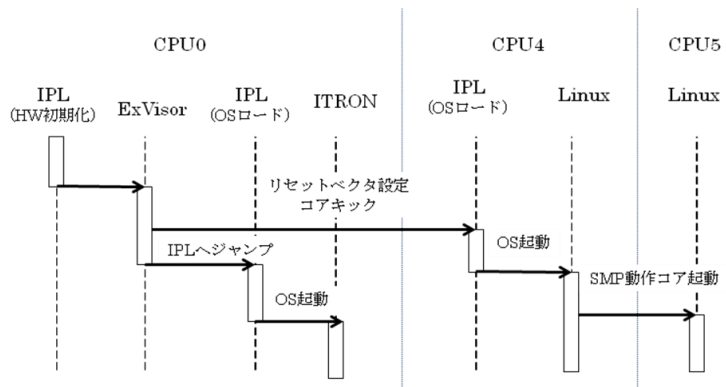 CPU0
CPU4
CPU5
IPL
(HW初期化)
ExVisor
IPL
(OSロード)
ITRON
IPL
(OSロード)
Linux
Linux
リセットベクタ設定
コアキック
IPLへジャンプ
OS起動
OS起動
SMP動作コア起動